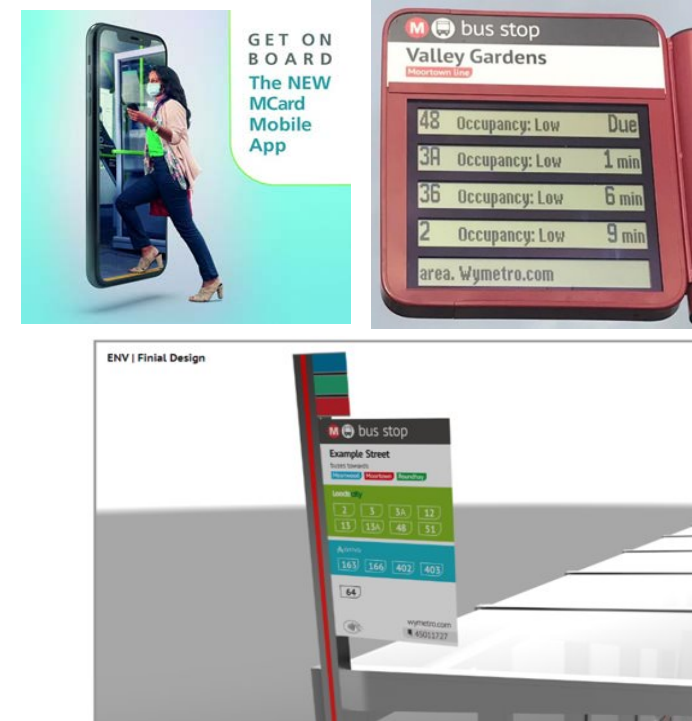 GET ON
BOARD
The NEW
MCard
Mobile
App
M bus stop
Valley Gardens
Moortown line
48 Occupancy: Low Due
3A Occupancy: Low 1 min
36 Occupancy: Low 6 min
2 Occupancy: Low 9 min
area. Wymetro.com
ENV | Finial Design
M bus stop
Example Street
buses towards
Moorwood Moortown Roundhay
Leeds city
2 3 3A 12
13 13A 48 51
Arriva
163 166 402 403
64
wymetro.com
45011727